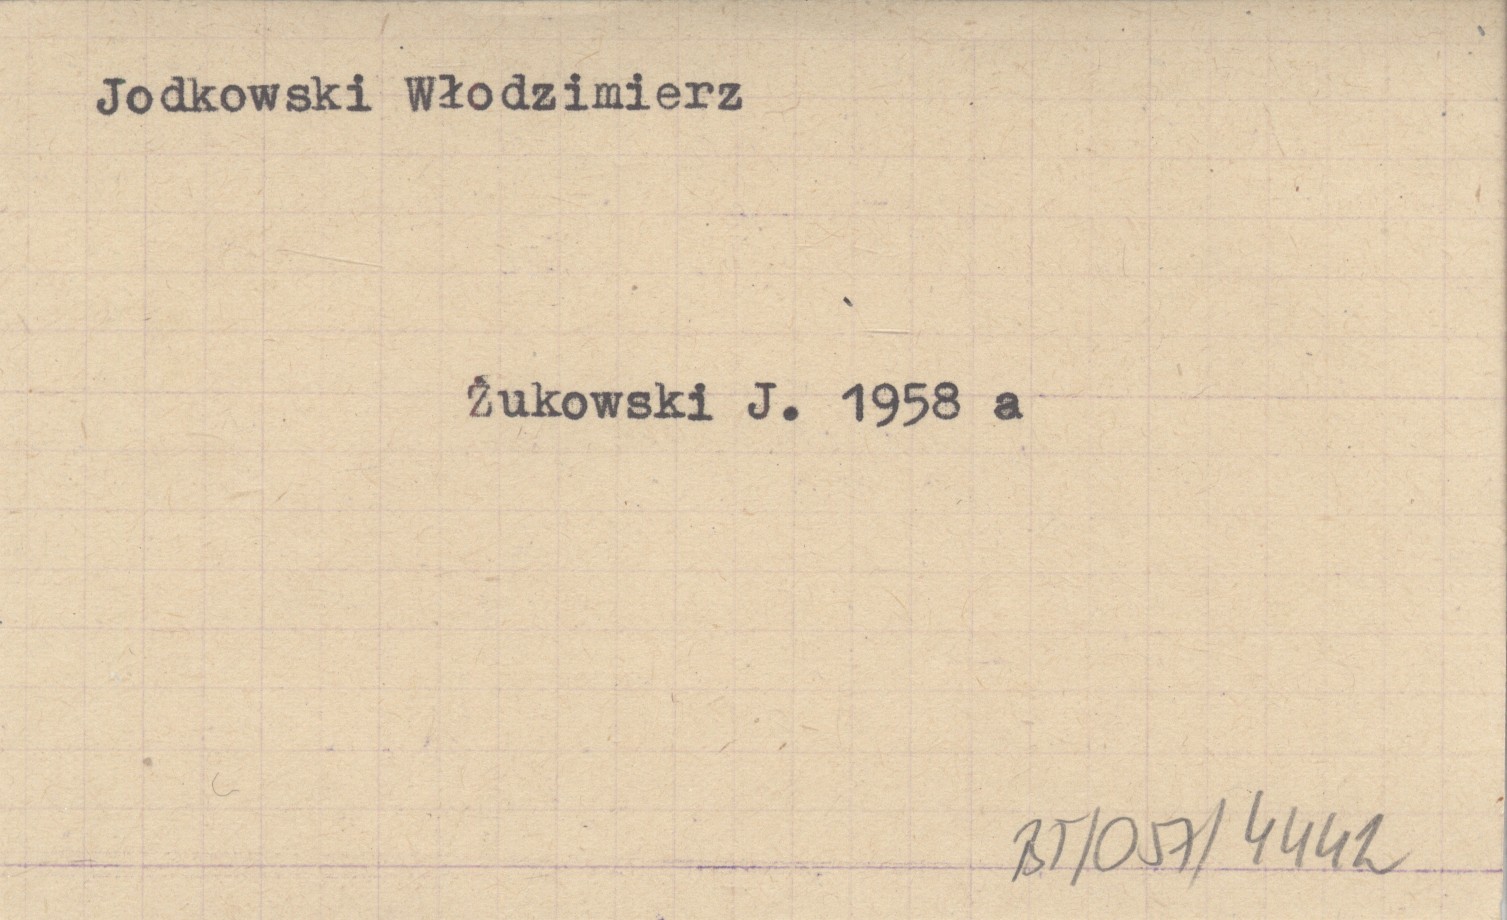 Jodkowski Włodzimierz
Żukowski J. 1958 a
BT/057/4442